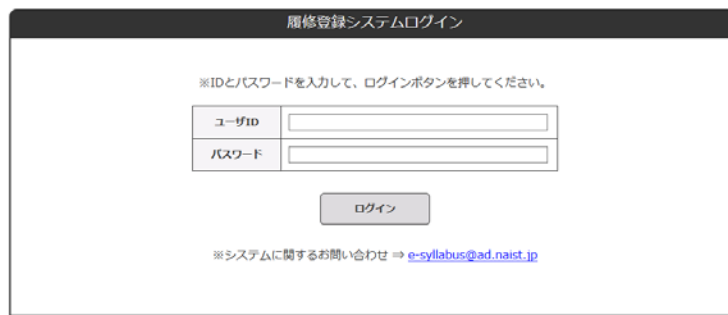 履修登録システムログイン
※IDとパスワードを入力して、ログインボタンを押してください。
ユーザID
パスワード
ログイン
※システムに関するお問い合わせ ⇒ e-syllabus@ad.naist.jp